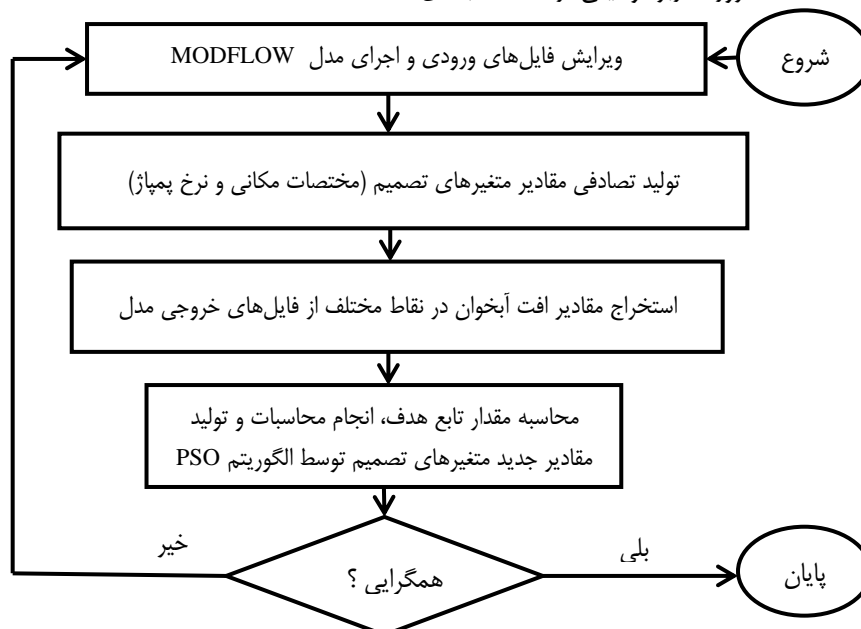 شروع
ویرایش فایل‌های ورودی و اجرای مدل MODFLOW
تولید تصادفی مقادیر متغیرهای تصمیم (مختصات مکانی و نرخ پمپاژ)
استخراج مقادیر افت آبخوان در نقاط مختلف از فایل‌های خروجی مدل
محاسبه مقدار تابع هدف، انجام محاسبات و تولید
مقادیر جدید متغیرهای تصمیم توسط الگوریتم PSO
همگرایی ؟
خیر
بلی
پایان